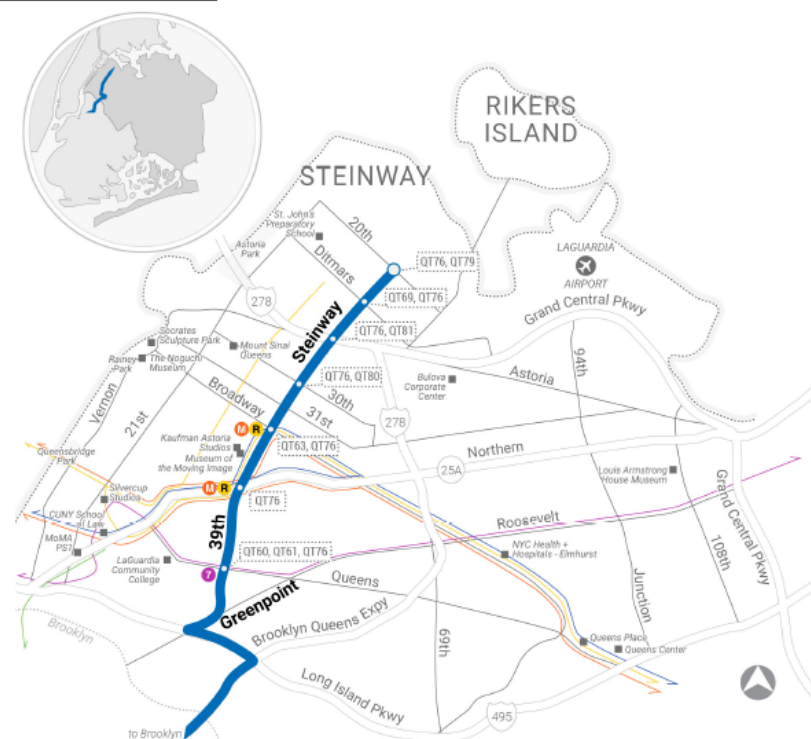 RIKERS
ISLAND
STEINWAY
St. John's
Preparatory
School
20th
Astoria
Park
Ditmars
QT76, QT79
LAGUARDIA
AIRPORT
278
QT69, QT76
Grand Central Pkwy
Steinway
QT76, QT81
Socrates
Sculpture Park
Mount Sinai
Queens
Rainey
Park
The Noguchi
Museum
94th
Vernon
QT76, QT80
Bulova
Corporate
Center
Astoria
30th
31st
Broadway
21st
278
M R
Kaufman Astoria
Studios
Museum of
the Moving Image
QT63, QT76
Northern
25A
Queensbridge
Park
Silvercup
Studios
M R
QT76
Louis Armstrong
House Museum
Grand Central Pkwy
CUNY School
of Law
MoMA
PS1
39th
Roosevelt
108th
LaGuardia
Community
College
QT60, QT61, QT76
NYC Health +
Hospitals - Elmhurst
7
Queens
Junction
Greenpoint
Brooklyn
Brooklyn Queens Expy
69th
Queens Place
Queens Center
Long Island Pkwy
495
to Brooklyn